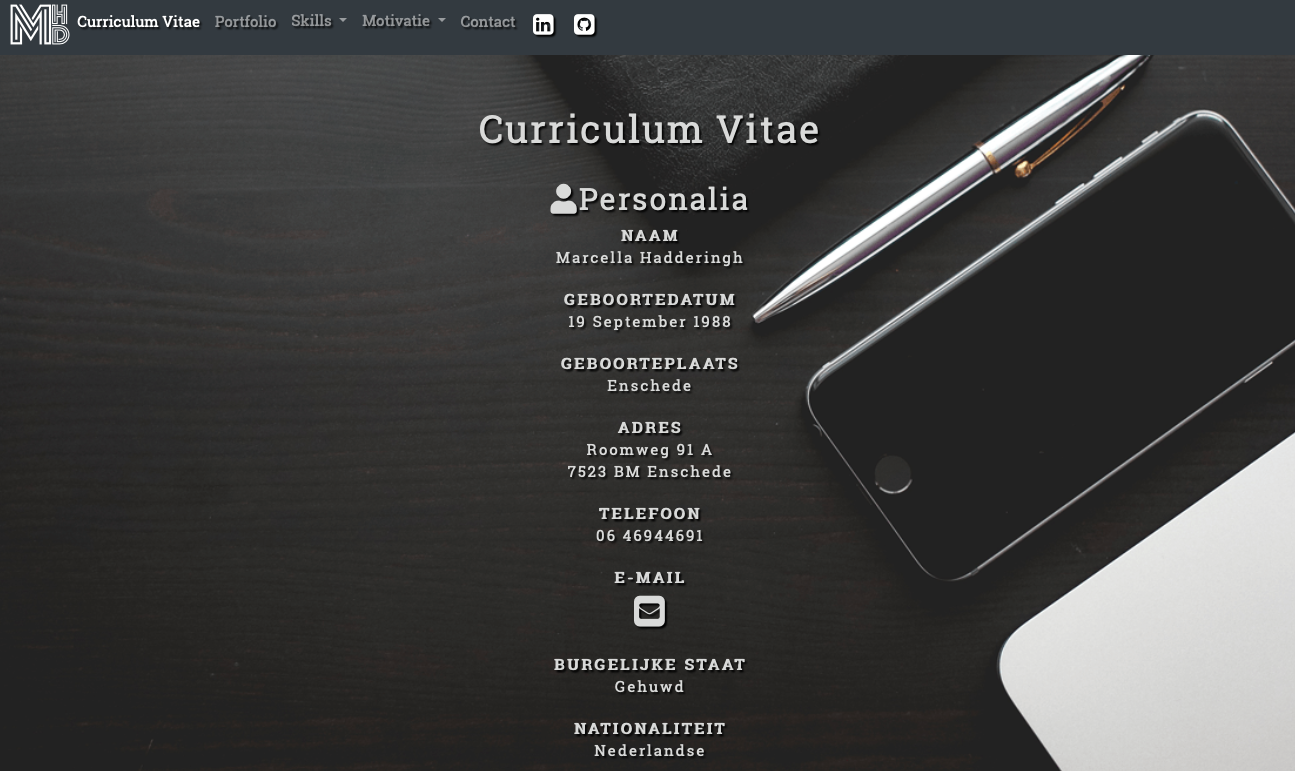 MHD
Curriculum Vitae Portfolio Skills Motivatie Contact in
Curriculum Vitae
Personalia
NAAM
Marcella Hadderingh
GEBOORTEDATUM
19 September 1988
GEBOORTEPLAATS
Enschede
ADRES
Roomweg 91 A
7523 BM Enschede
TELEFOON
06 46944691
E-MAIL
BURGELIJKE STAAT
Gehuwd
NATIONALITEIT
Nederlandse